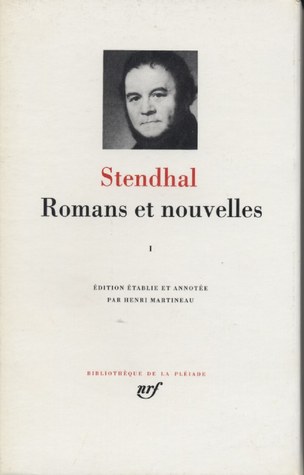 Stendhal
Romans et nouvelles
I
ÉDITION ÉTABLIE ET ANNOTÉE
PAR HENRI MARTINEAU
BIBLIOTHÈQUE DE LA PLÉIADE
nrf